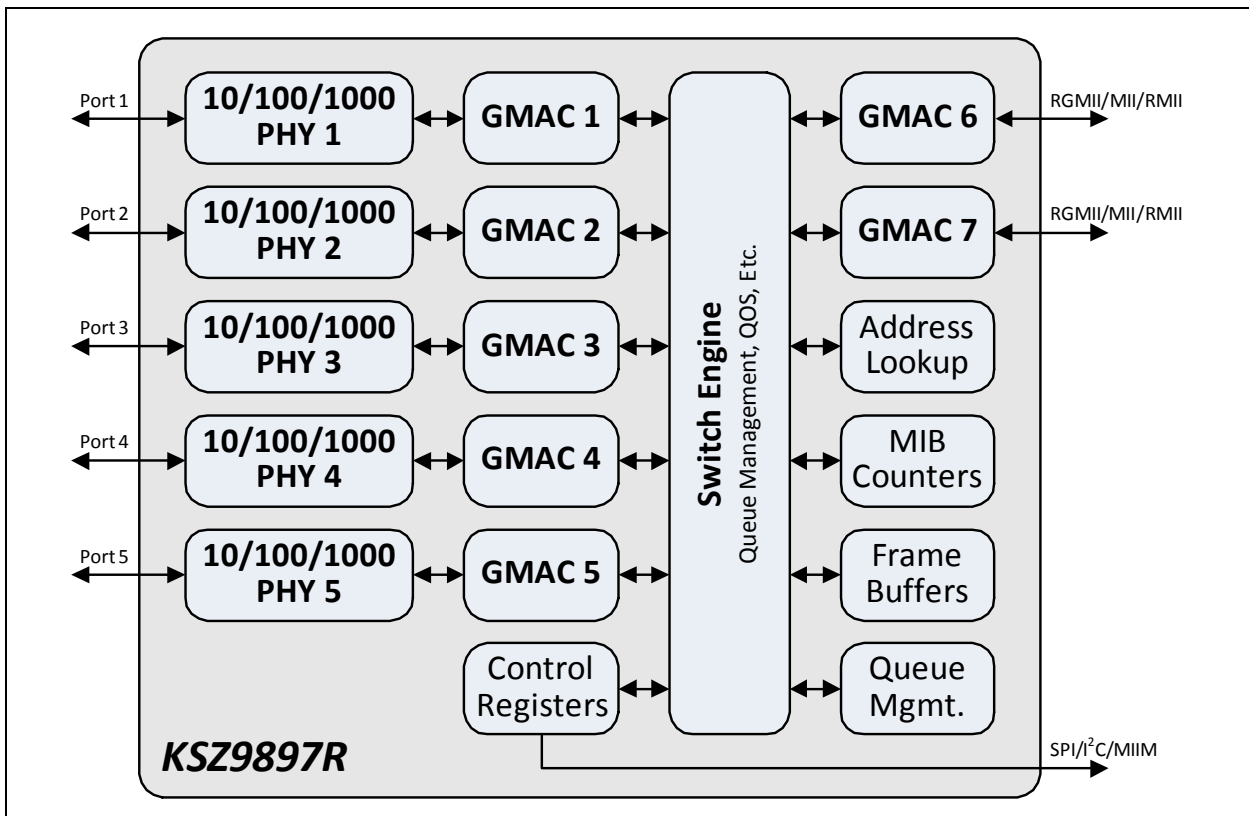 Port 1
10/100/1000
PHY 1
GMAC 1
GMAC 6
RGMII/MII/RMII
Port 2
10/100/1000
PHY 2
GMAC 2
GMAC 7
RGMII/MII/RMII
Port 3
10/100/1000
PHY 3
GMAC 3
Switch Engine
Queue Management, QOS, Etc.
Address
Lookup
Port 4
10/100/1000
PHY 4
GMAC 4
MIB
Counters
Port 5
10/100/1000
PHY 5
GMAC 5
Frame
Buffers
Control
Registers
Queue
Mgmt.
KSZ9897R
SPI/I²C/MIIM